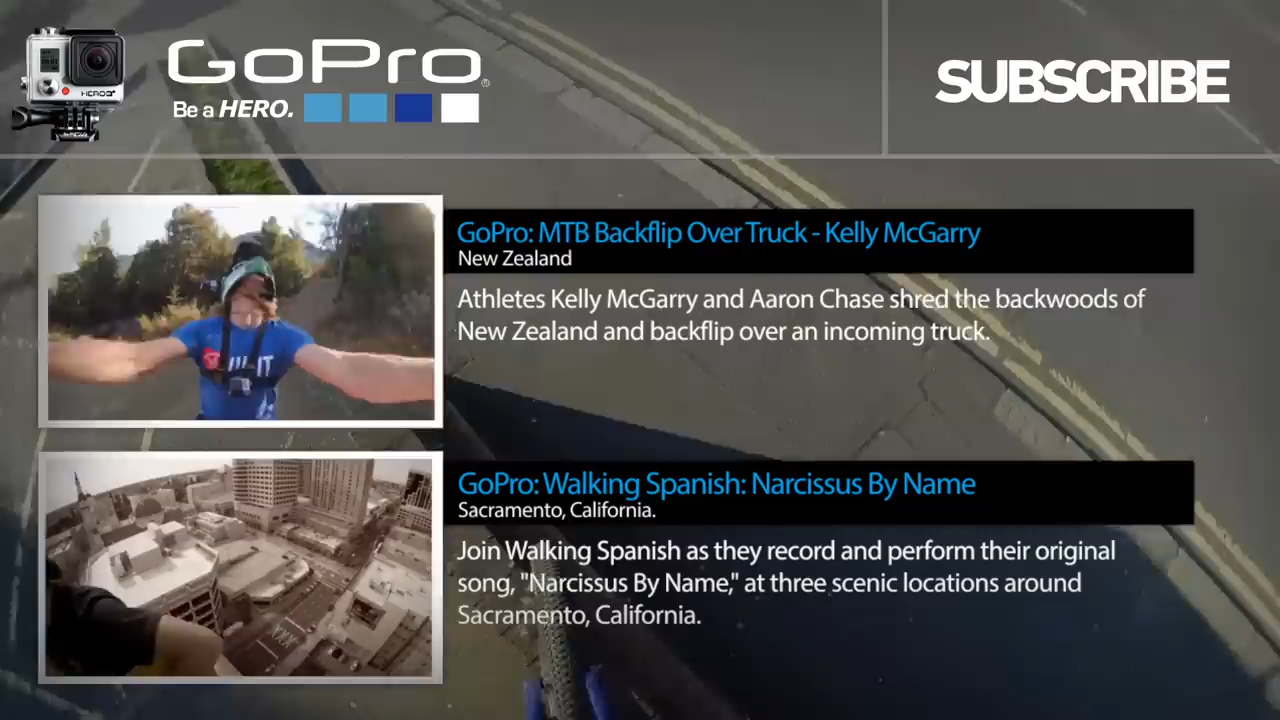 GoPro®
Be a HERO.
SUBSCRIBE
HERO3+
GoPro: MTB Backflip Over Truck - Kelly McGarry
New Zealand
Athletes Kelly McGarry and Aaron Chase shred the backwoods of
New Zealand and backflip over an incoming truck.
GoPro: Walking Spanish: Narcissus By Name
Sacramento, California.
Join Walking Spanish as they record and perform their original
song, "Narcissus By Name," at three scenic locations around
Sacramento, California.